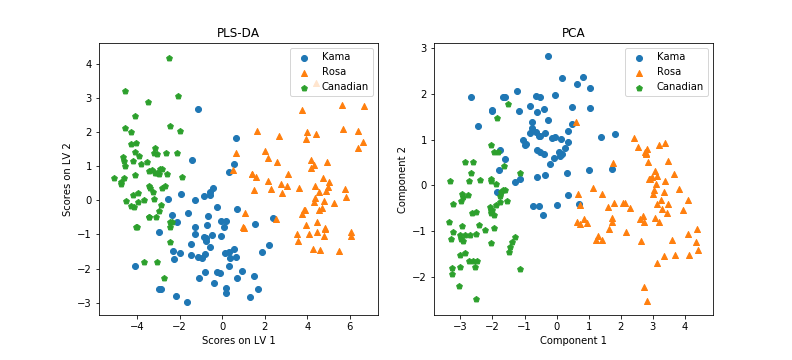 PLS-DA
Kama
Rosa
Canadian
Scores on LV 2
4
3
2
1
0
−1
−2
−3
−4
−2
0
2
4
6
Scores on LV 1
PCA
Kama
Rosa
Canadian
Component 2
3
2
1
0
−1
−2
−3
−2
−1
0
1
2
3
4
Component 1